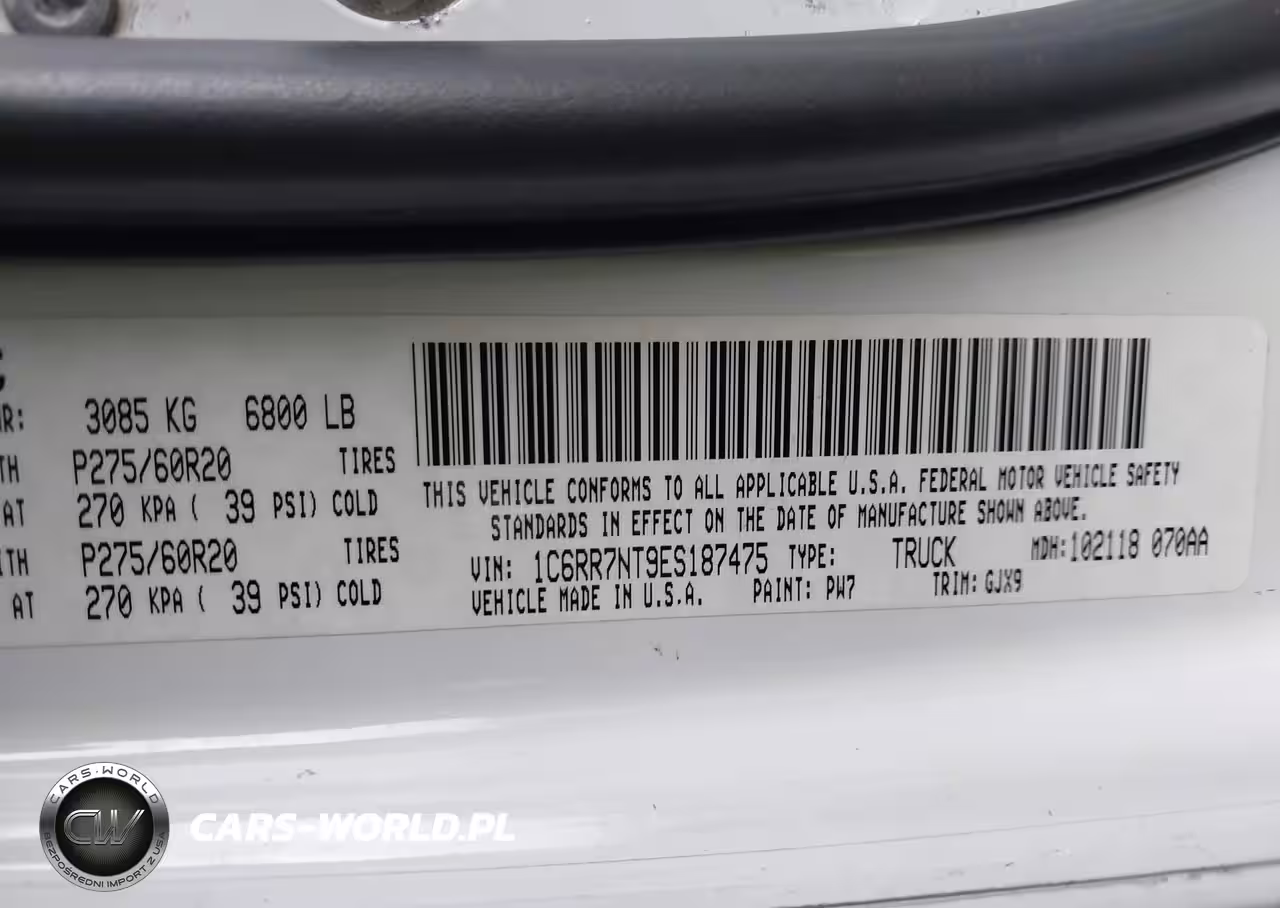 R: 3085 KG 6800 LB
TH P275/60R20 TIRES
AT 270 KPA ( 39 PSI) COLD
ITH P275/60R20 TIRES
AT 270 KPA ( 39 PSI) COLD
THIS VEHICLE CONFORMS TO ALL APPLICABLE U.S.A. FEDERAL MOTOR VEHICLE SAFETY
STANDARDS IN EFFECT ON THE DATE OF MANUFACTURE SHOWN ABOVE.
VIN: 1C6RR7NT9ES187475 TYPE: TRUCK MDH:102118 070AA
VEHICLE MADE IN U.S.A. PAINT: PW7 TRIM: GJX9
CARS-WORLD
CW
BEZPOŚREDNI IMPORT Z USA
CARS-WORLD.PL